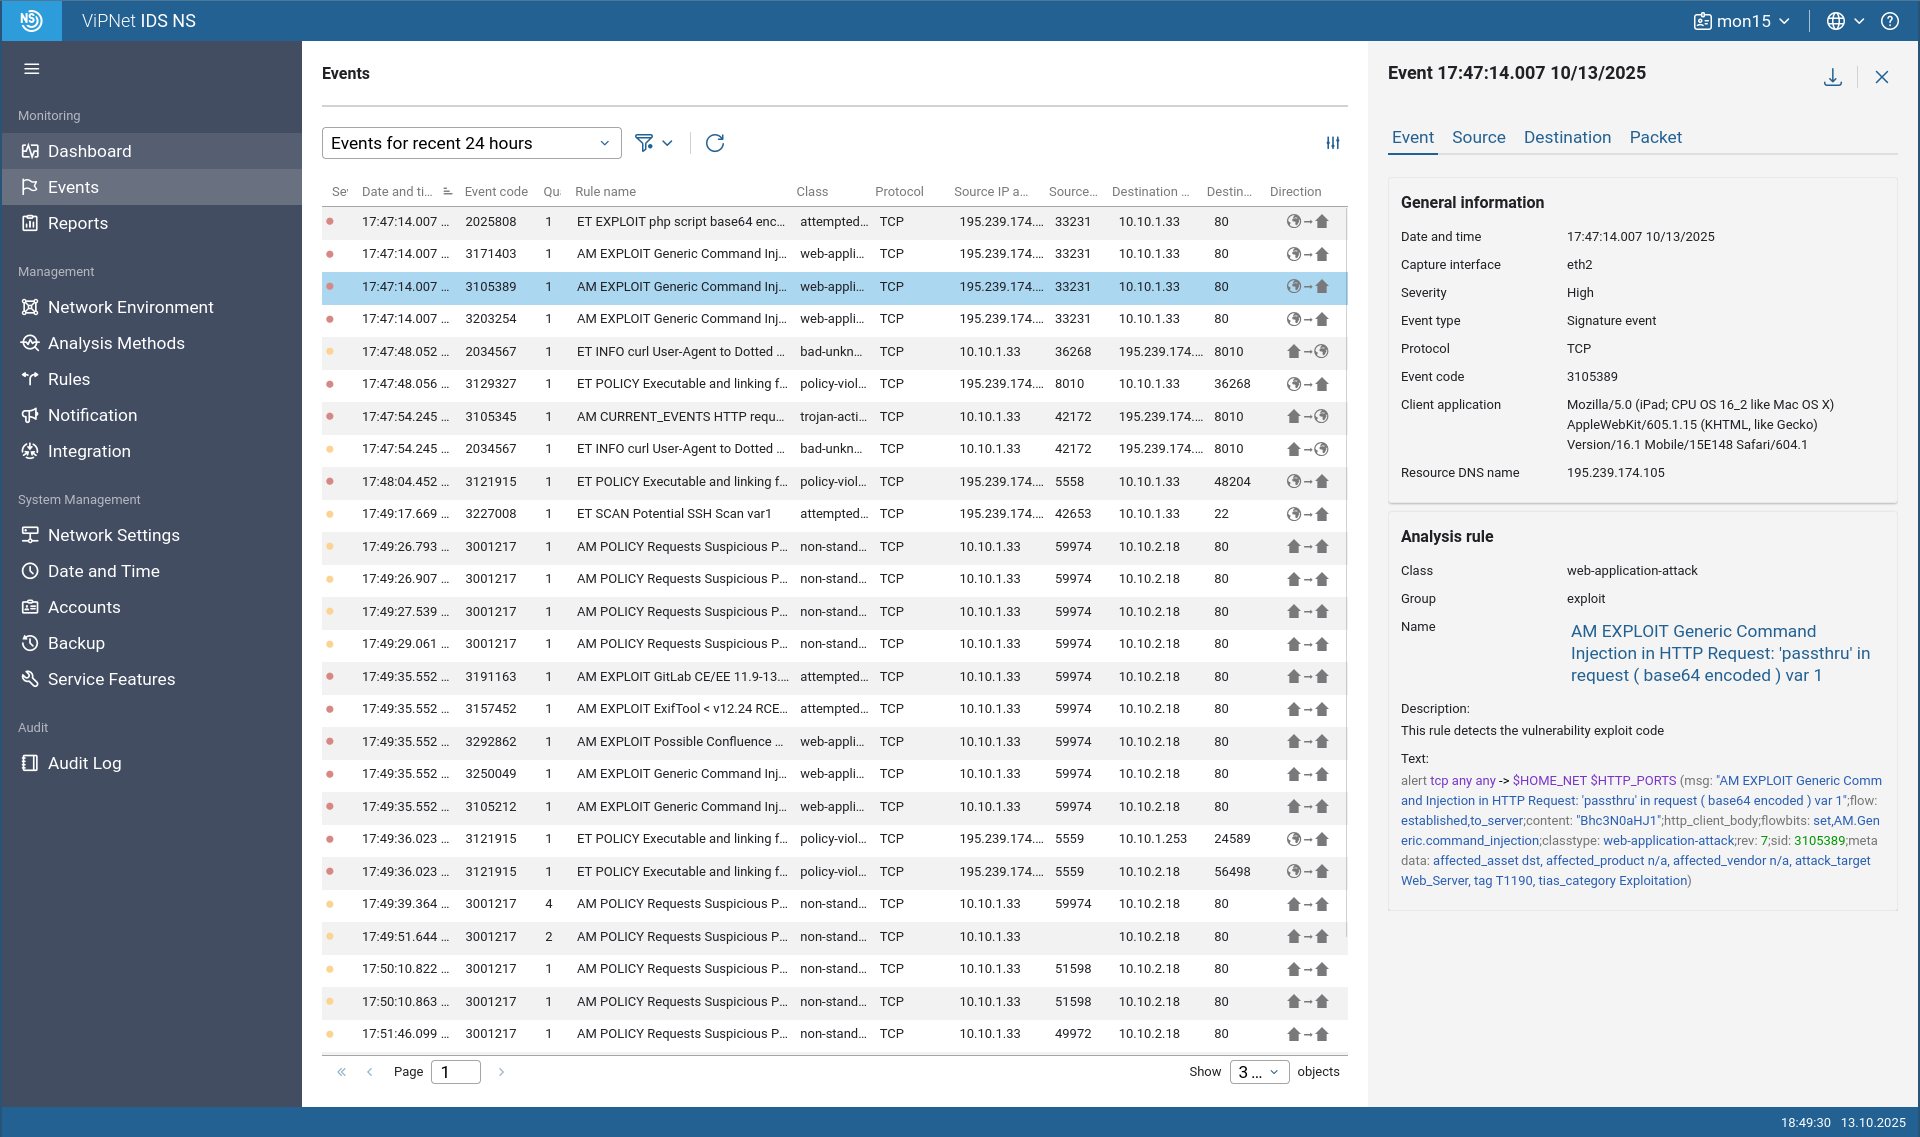 NS ViPNet IDS NS mon15
Monitoring
Dashboard
Events
Reports
Management
Network Environment
Analysis Methods
Rules
Notification
Integration
System Management
Network Settings
Date and Time
Accounts
Backup
Service Features
Audit
Audit Log
Events
Events for recent 24 hours
Se Date and ti... Event code Qu Rule name Class Protocol Source IP a... Source... Destination ... Destin... Direction
17:47:14.007 ... 2025808 1 ET EXPLOIT php script base64 enc... attempted... TCP 195.239.174.... 33231 10.10.1.33 80
17:47:14.007 ... 3171403 1 AM EXPLOIT Generic Command Inj... web-appli... TCP 195.239.174.... 33231 10.10.1.33 80
17:47:14.007 ... 3105389 1 AM EXPLOIT Generic Command Inj... web-appli... TCP 195.239.174.... 33231 10.10.1.33 80
17:47:14.007 ... 3203254 1 AM EXPLOIT Generic Command Inj... web-appli... TCP 195.239.174.... 33231 10.10.1.33 80
17:47:48.052 ... 2034567 1 ET INFO curl User-Agent to Dotted ... bad-unkn... TCP 10.10.1.33 36268 195.239.174.... 8010
17:47:48.056 ... 3129327 1 ET POLICY Executable and linking f... policy-viol... TCP 195.239.174.... 8010 10.10.1.33 36268
17:47:54.245 ... 3105345 1 AM CURRENT_EVENTS HTTP requ... trojan-acti... TCP 10.10.1.33 42172 195.239.174.... 8010
17:47:54.245 ... 2034567 1 ET INFO curl User-Agent to Dotted ... bad-unkn... TCP 10.10.1.33 42172 195.239.174.... 8010
17:48:04.452 ... 3121915 1 ET POLICY Executable and linking f... policy-viol... TCP 195.239.174.... 5558 10.10.1.33 48204
17:49:17.669 ... 3227008 1 ET SCAN Potential SSH Scan var1 attempted... TCP 195.239.174.... 42653 10.10.1.33 22
17:49:26.793 ... 3001217 1 AM POLICY Requests Suspicious P... non-stand... TCP 10.10.1.33 59974 10.10.2.18 80
17:49:26.907 ... 3001217 1 AM POLICY Requests Suspicious P... non-stand... TCP 10.10.1.33 59974 10.10.2.18 80
17:49:27.539 ... 3001217 1 AM POLICY Requests Suspicious P... non-stand... TCP 10.10.1.33 59974 10.10.2.18 80
17:49:29.061 ... 3001217 1 AM POLICY Requests Suspicious P... non-stand... TCP 10.10.1.33 59974 10.10.2.18 80
17:49:35.552 ... 3191163 1 AM EXPLOIT GitLab CE/EE 11.9-13.... attempted... TCP 10.10.1.33 59974 10.10.2.18 80
17:49:35.552 ... 3157452 1 AM EXPLOIT ExifTool < v12.24 RCE... attempted... TCP 10.10.1.33 59974 10.10.2.18 80
17:49:35.552 ... 3292862 1 AM EXPLOIT Possible Confluence ... web-appli... TCP 10.10.1.33 59974 10.10.2.18 80
17:49:35.552 ... 3250049 1 AM EXPLOIT Generic Command Inj... web-appli... TCP 10.10.1.33 59974 10.10.2.18 80
17:49:35.552 ... 3105212 1 AM EXPLOIT Generic Command Inj... web-appli... TCP 10.10.1.33 59974 10.10.2.18 80
17:49:36.023 ... 3121915 1 ET POLICY Executable and linking f... policy-viol... TCP 195.239.174.... 5559 10.10.1.253 24589
17:49:36.023 ... 3121915 1 ET POLICY Executable and linking f... policy-viol... TCP 195.239.174.... 5559 10.10.2.18 56498
17:49:39.364 ... 3001217 4 AM POLICY Requests Suspicious P... non-stand... TCP 10.10.1.33 59974 10.10.2.18 80
17:49:51.644 ... 3001217 2 AM POLICY Requests Suspicious P... non-stand... TCP 10.10.1.33 10.10.2.18 80
17:50:10.822 ... 3001217 1 AM POLICY Requests Suspicious P... non-stand... TCP 10.10.1.33 51598 10.10.2.18 80
17:50:10.863 ... 3001217 1 AM POLICY Requests Suspicious P... non-stand... TCP 10.10.1.33 51598 10.10.2.18 80
17:51:46.099 ... 3001217 1 AM POLICY Requests Suspicious P... non-stand... TCP 10.10.1.33 49972 10.10.2.18 80
Page 1 Show 3 ... objects
Event 17:47:14.007 10/13/2025
Event Source Destination Packet
General information
Date and time 17:47:14.007 10/13/2025
Capture interface eth2
Severity High
Event type Signature event
Protocol TCP
Event code 3105389
Client application Mozilla/5.0 (iPad; CPU OS 16_2 like Mac OS X)
AppleWebKit/605.1.15 (KHTML, like Gecko)
Version/16.1 Mobile/15E148 Safari/604.1
Resource DNS name 195.239.174.105
Analysis rule
Class web-application-attack
Group exploit
Name AM EXPLOIT Generic Command
Injection in HTTP Request: 'passthru' in
request ( base64 encoded ) var 1
Description:
This rule detects the vulnerability exploit code
Text:
alert tcp any any -> $HOME_NET $HTTP_PORTS (msg: "AM EXPLOIT Generic Comm
and Injection in HTTP Request: 'passthru' in request ( base64 encoded ) var 1";flow:
established,to_server;content: "Bhc3N0aHJ1";http_client_body;flowbits: set,AM.Gen
eric.command_injection;classtype: web-application-attack;rev: 7;sid: 3105389;meta
data: affected_asset dst, affected_product n/a, affected_vendor n/a, attack_target
Web_Server, tag T1190, tias_category Exploitation)
18:49:30 13.10.2025